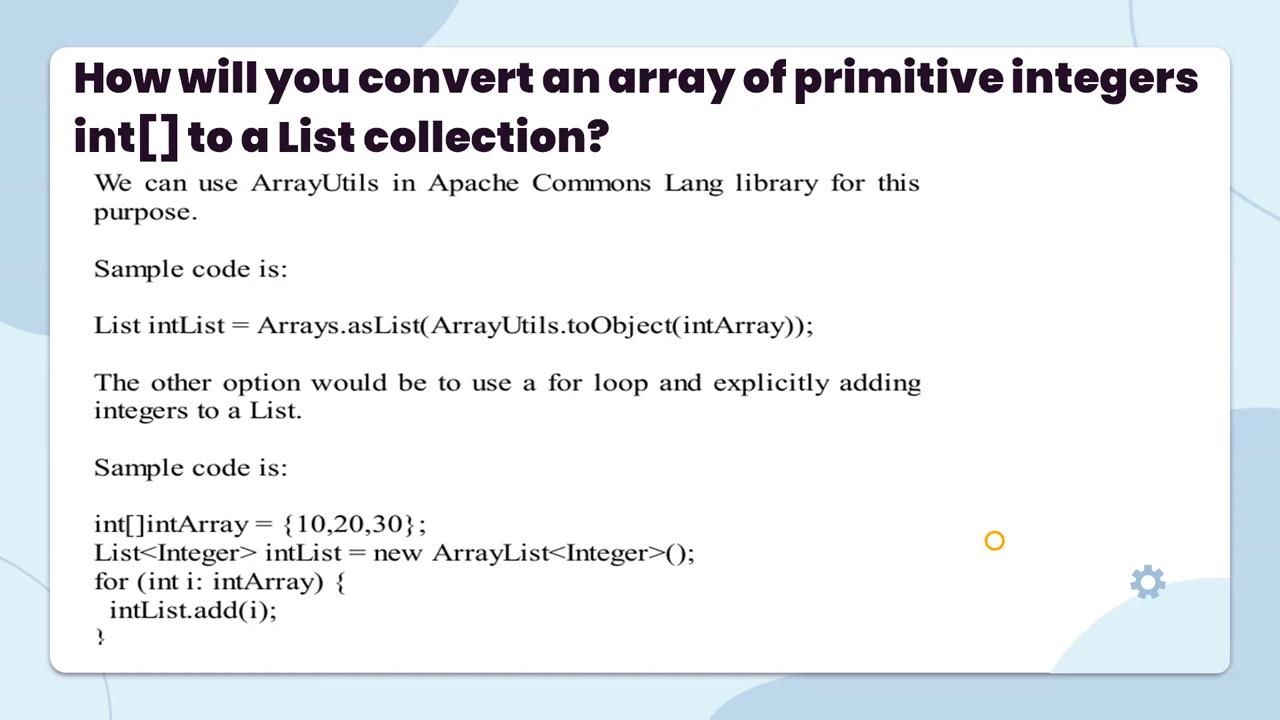 How will you convert an array of primitive integers
int[] to a List collection?
We can use ArrayUtils in Apache Commons Lang library for this
purpose.
Sample code is:
List intList = Arrays.asList(ArrayUtils.toObject(intArray));
The other option would be to use a for loop and explicitly adding
integers to a List.
Sample code is:
int[]intArray = {10,20,30};
List<Integer> intList = new ArrayList<Integer>();
for (int i: intArray) {
intList.add(i);
}